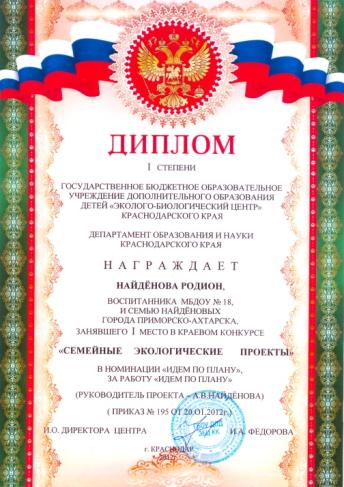 ДИПЛОМ
I СТЕПЕНИ
ГОСУДАРСТВЕННОЕ БЮДЖЕТНОЕ ОБРАЗОВАТЕЛЬНОЕ
УЧРЕЖДЕНИЕ ДОПОЛНИТЕЛЬНОГО ОБРАЗОВАНИЯ
ДЕТЕЙ «ЭКОЛОГО-БИОЛОГИЧЕСКИЙ ЦЕНТР»
КРАСНОДАРСКОГО КРАЯ
ДЕПАРТАМЕНТ ОБРАЗОВАНИЯ И НАУКИ
КРАСНОДАРСКОГО КРАЯ
НАГРАЖДАЕТ
НАЙДЁНОВА РОДИОН,
ВОСПИТАННИКА МБДОУ № 18,
И СЕМЬЮ НАЙДЁНОВЫХ
ГОРОДА ПРИМОРСКО-АХТАРСКА,
ЗАНЯВШЕГО I МЕСТО В КРАЕВОМ КОНКУРСЕ
«СЕМЕЙНЫЕ ЭКОЛОГИЧЕСКИЕ ПРОЕКТЫ»
В НОМИНАЦИИ «ИДЕМ ПО ПЛАНУ»,
ЗА РАБОТУ «ИДЕМ ПО ПЛАНУ»
(РУКОВОДИТЕЛЬ ПРОЕКТА - А.В.НАЙДЁНОВА)
( ПРИКАЗ № 195 ОТ 20.01.2012г.)
И.О. ДИРЕКТОРА ЦЕНТРА И.А. ФЕДОРОВА
г. КРАСНОДАР